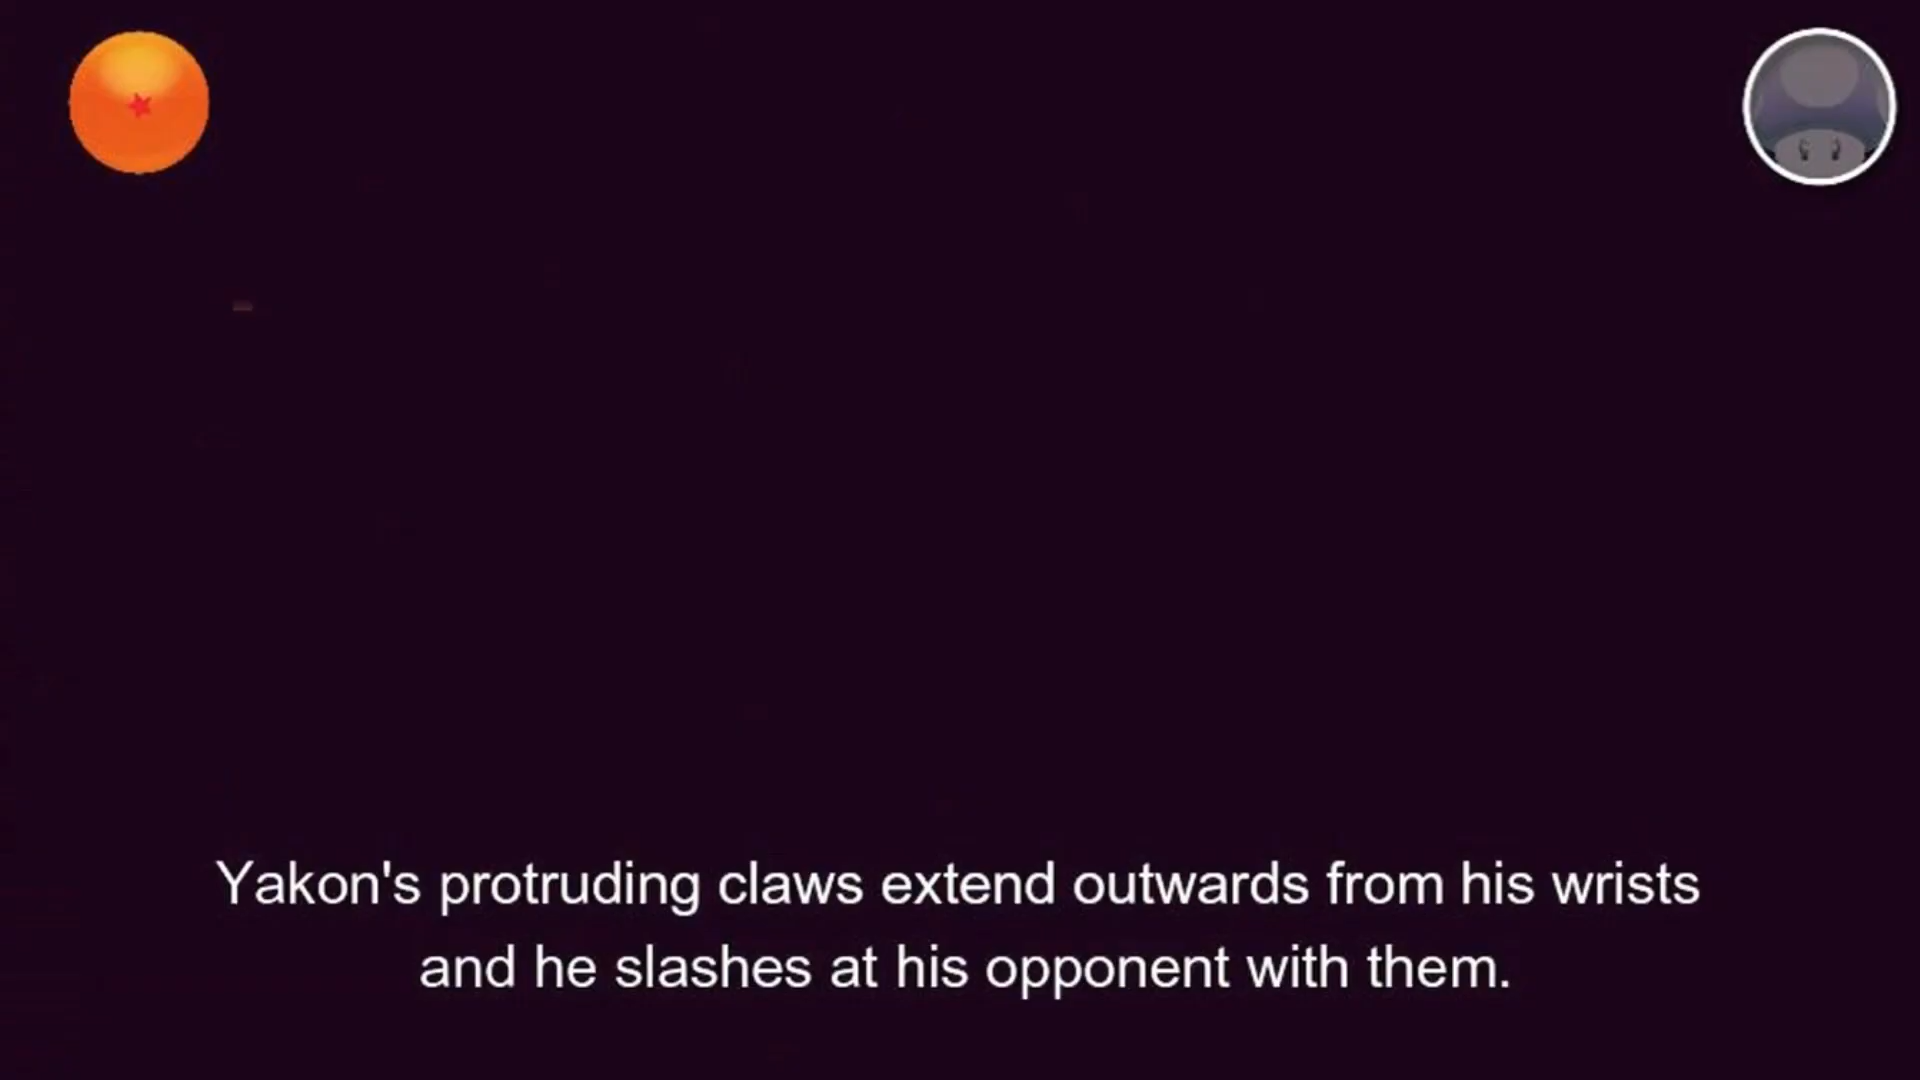 Yakon's protruding claws extend outwards from his wrists
and he slashes at his opponent with them.